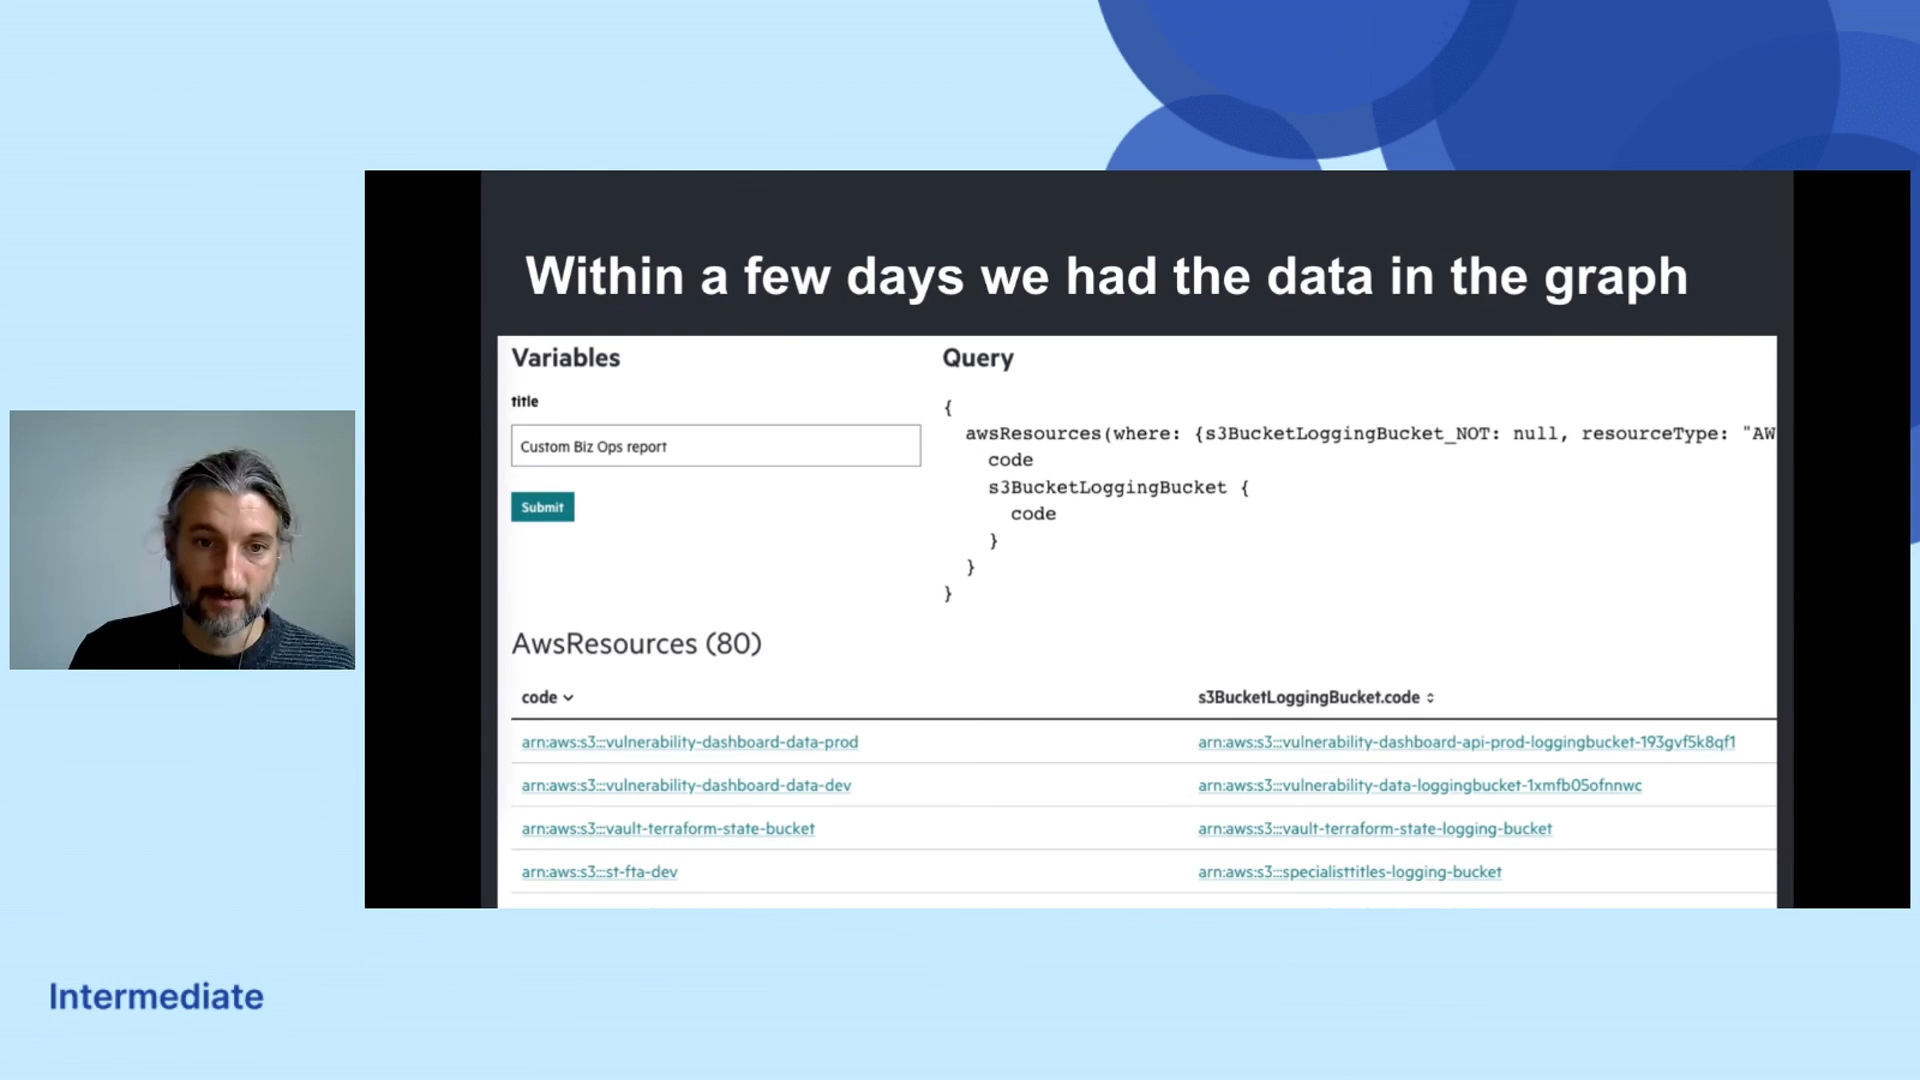 Within a few days we had the data in the graph
Variables
title
Custom Biz Ops report
Submit
Query
{
awsResources(where: {s3BucketLoggingBucket_NOT: null, resourceType: "AW
code
s3BucketLoggingBucket {
code
}
}
}
AwsResources (80)
code s3BucketLoggingBucket.code
arn:aws:s3:::vulnerability-dashboard-data-prod arn:aws:s3:::vulnerability-dashboard-api-prod-loggingbucket-193gvf5k8qf1
arn:aws:s3:::vulnerability-dashboard-data-dev arn:aws:s3:::vulnerability-data-loggingbucket-1xmfb05ofnnwc
arn:aws:s3:::vault-terraform-state-bucket arn:aws:s3:::vault-terraform-state-logging-bucket
arn:aws:s3:::st-fta-dev arn:aws:s3:::specialisttitles-logging-bucket
Intermediate